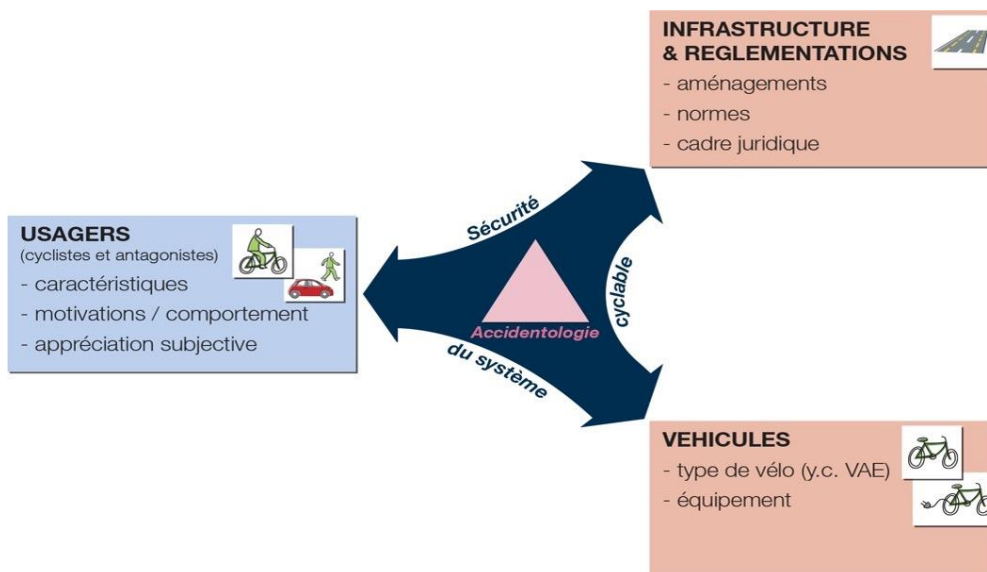 INFRASTRUCTURE
& REGLEMENTATIONS
- aménagements
- normes
- cadre juridique
USAGERS
(cyclistes et antagonistes)
- caractéristiques
- motivations / comportement
- appréciation subjective
Sécurité
du système
cyclable
Accidentologie
VEHICULES
- type de vélo (y.c. VAE)
- équipement